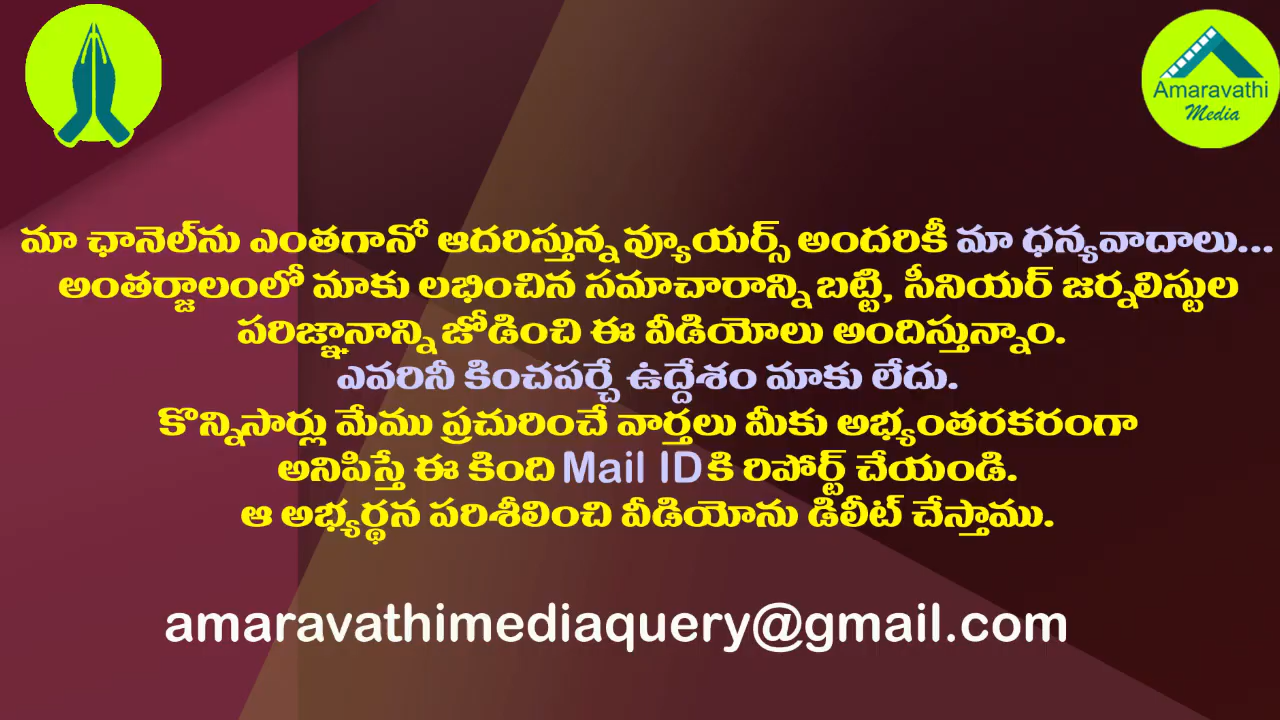 Amaravathi
Media
మా ఛానెల్‌ను ఎంతగానో ఆదరిస్తున్న వ్యూయర్స్ అందరికీ మా ధన్యవాదాలు...
అంతర్జాలంలో మాకు లభించిన సమాచారాన్ని బట్టి, సీనియర్ జర్నలిస్టుల
పరిజ్ఞానాన్ని జోడించి ఈ వీడియోలు అందిస్తున్నాం.
ఎవరినీ కించపర్చే ఉద్దేశం మాకు లేదు.
కొన్నిసార్లు మేము ప్రచురించే వార్తలు మీకు అభ్యంతరకరంగా
అనిపిస్తే ఈ కింది Mail ID కి రిపోర్ట్ చేయండి.
ఆ అభ్యర్థన పరిశీలించి వీడియోను డిలీట్ చేస్తాము.
amaravathimediaquery@gmail.com